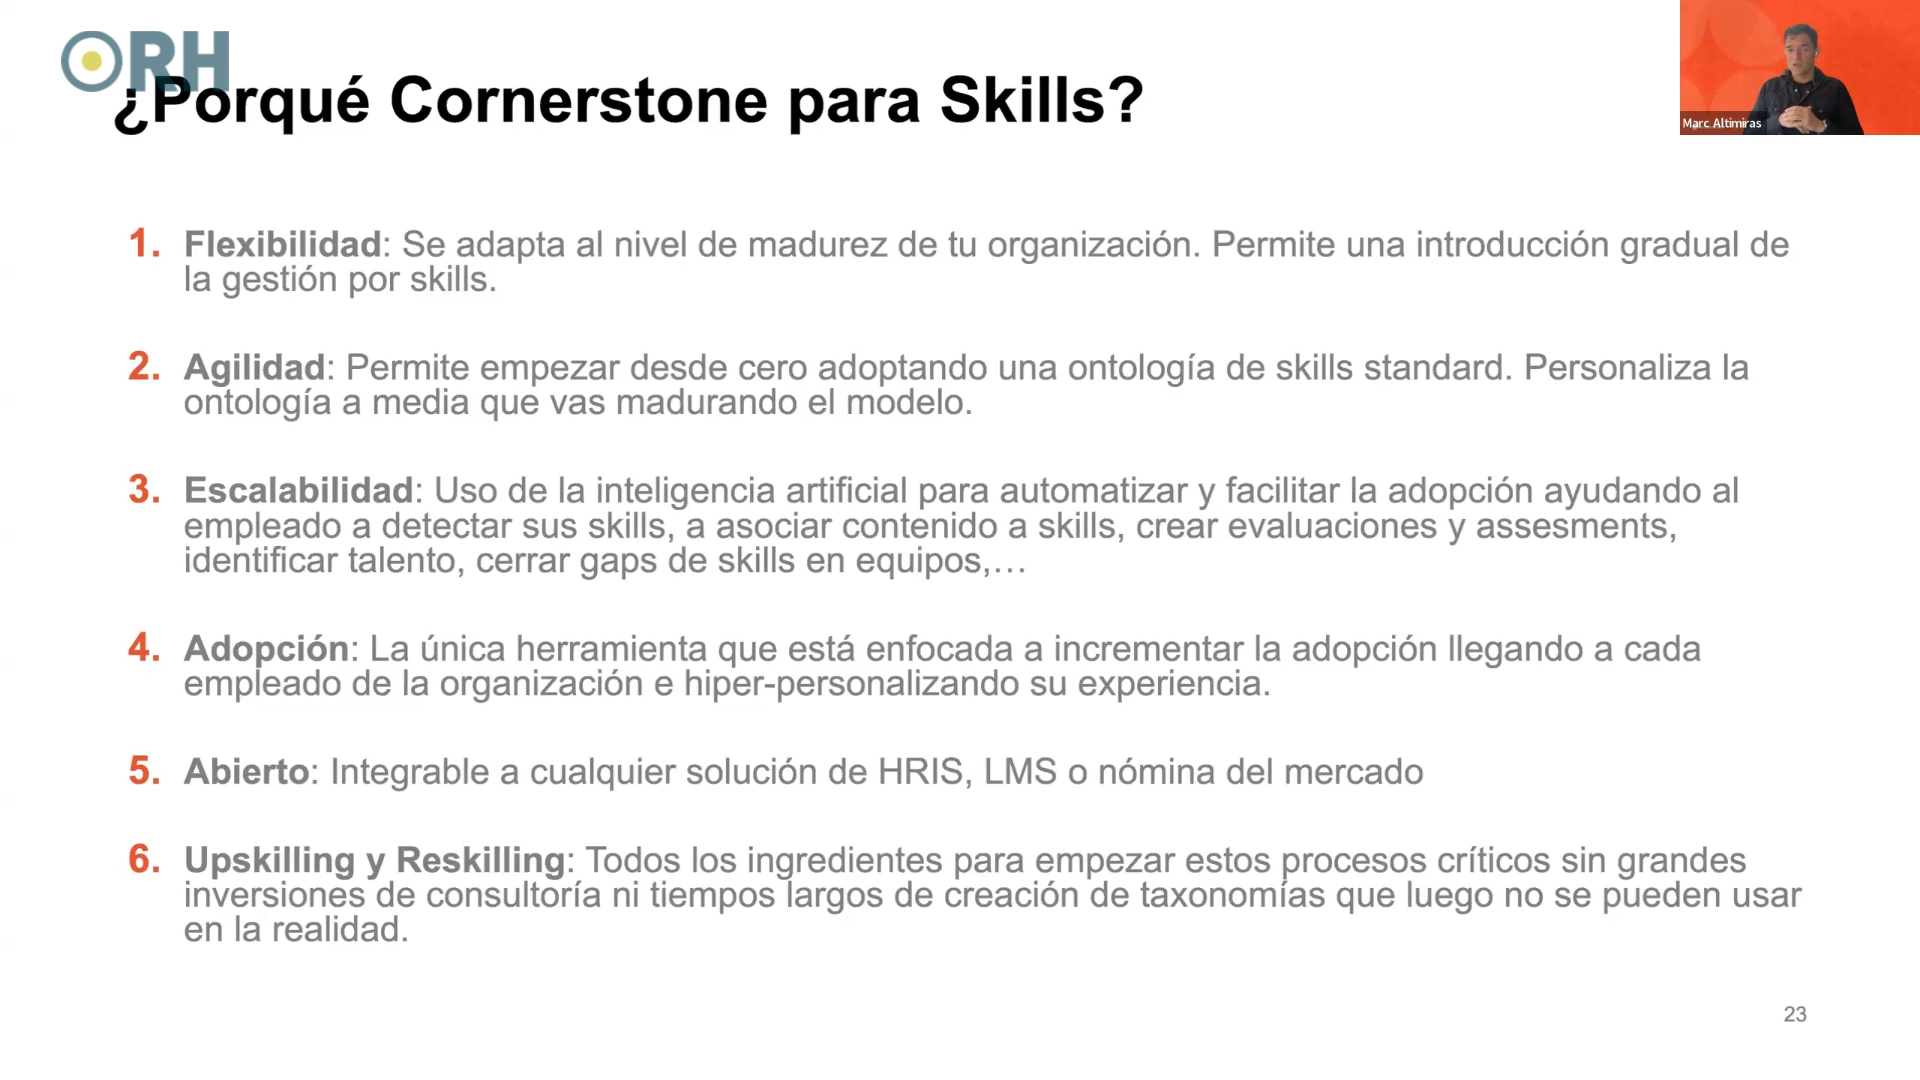 ORH
¿Porqué Cornerstone para Skills?
Marc Altimiras
1. Flexibilidad: Se adapta al nivel de madurez de tu organización. Permite una introducción gradual de
la gestión por skills.
2. Agilidad: Permite empezar desde cero adoptando una ontología de skills standard. Personaliza la
ontología a media que vas madurando el modelo.
3. Escalabilidad: Uso de la inteligencia artificial para automatizar y facilitar la adopción ayudando al
empleado a detectar sus skills, a asociar contenido a skills, crear evaluaciones y assesments,
identificar talento, cerrar gaps de skills en equipos,…
4. Adopción: La única herramienta que está enfocada a incrementar la adopción llegando a cada
empleado de la organización e hiper-personalizando su experiencia.
5. Abierto: Integrable a cualquier solución de HRIS, LMS o nómina del mercado
6. Upskilling y Reskilling: Todos los ingredientes para empezar estos procesos críticos sin grandes
inversiones de consultoría ni tiempos largos de creación de taxonomías que luego no se pueden usar
en la realidad.
23